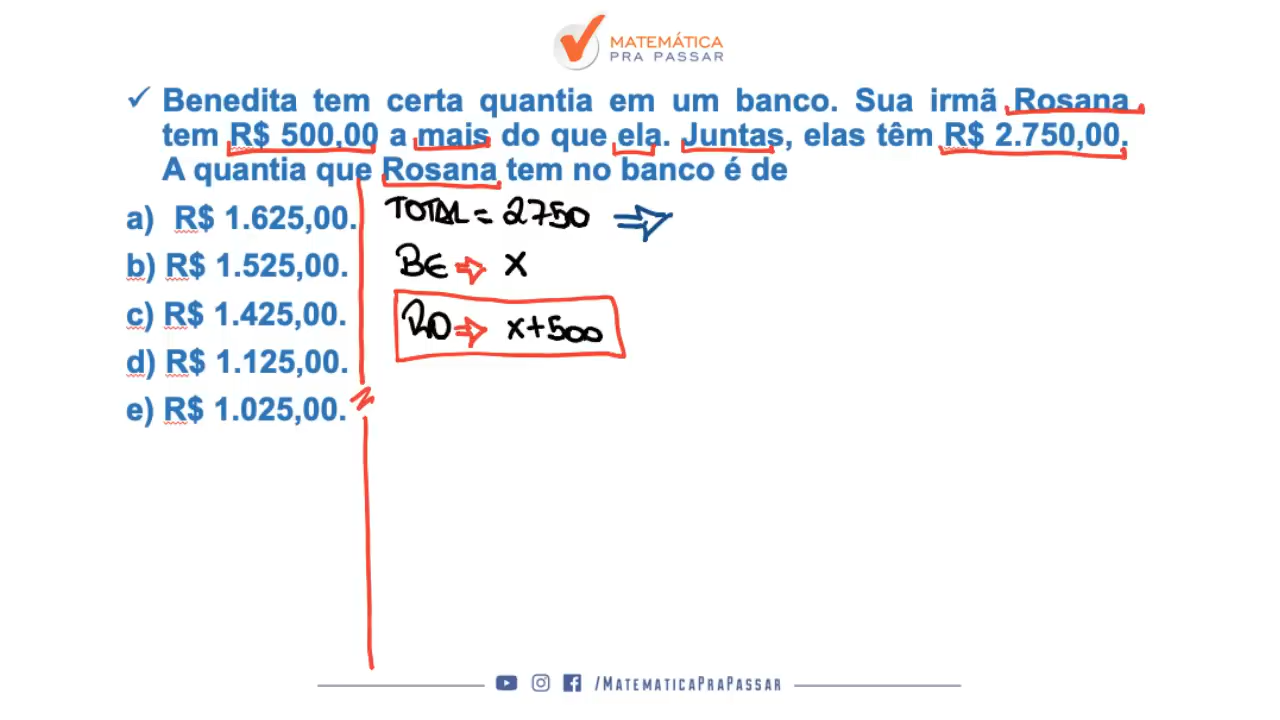 MATEMÁTICA
PRA PASSAR
✓ Benedita tem certa quantia em um banco. Sua irmã Rosana
tem R$ 500,00 a mais do que ela. Juntas, elas têm R$ 2.750,00.
A quantia que Rosana tem no banco é de
a) R$ 1.625,00.
b) R$ 1.525,00.
c) R$ 1.425,00.
d) R$ 1.125,00.
e) R$ 1.025,00.
TOTAL = 2750 ⇒
BE ⇒ x
RO ⇒ x+500
/MATEMATICAPRAPASSAR